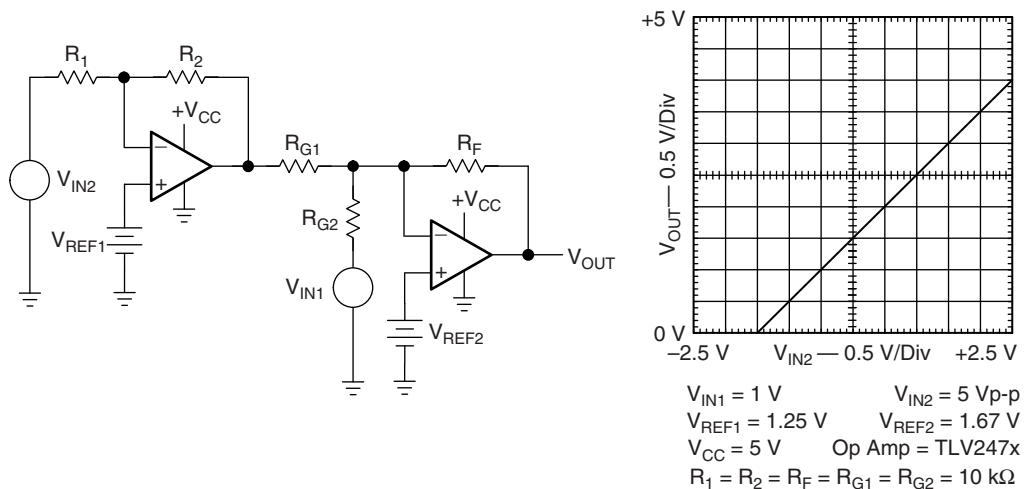 R1
R2
+VCC
−
+
VIN2
VREF1
RG1
RG2
VIN1
RF
+VCC
−
+
VOUT
VREF2
+5 V
VOUT — 0.5 V/Div
0 V
−2.5 V
VIN2 — 0.5 V/Div
+2.5 V
VIN1 = 1 V VIN2 = 5 Vp-p
VREF1 = 1.25 V VREF2 = 1.67 V
VCC = 5 V Op Amp = TLV247x
R1 = R2 = RF = RG1 = RG2 = 10 kΩ